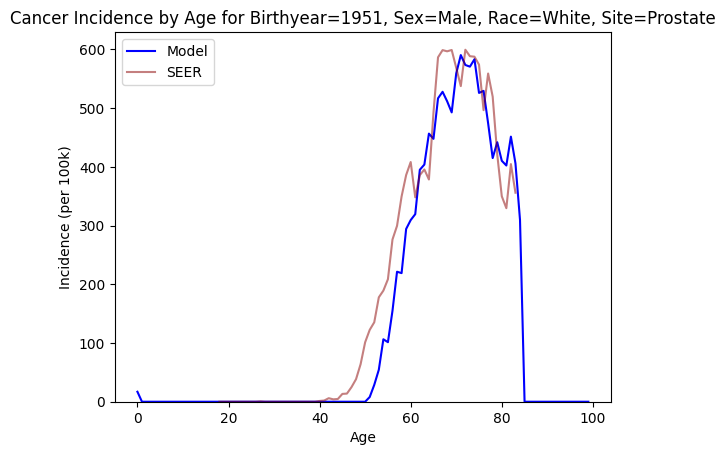 Cancer Incidence by Age for Birthyear=1951, Sex=Male, Race=White, Site=Prostate
Model
SEER
600
500
400
300
200
100
0
Incidence (per 100k)
0 20 40 60 80 100
Age